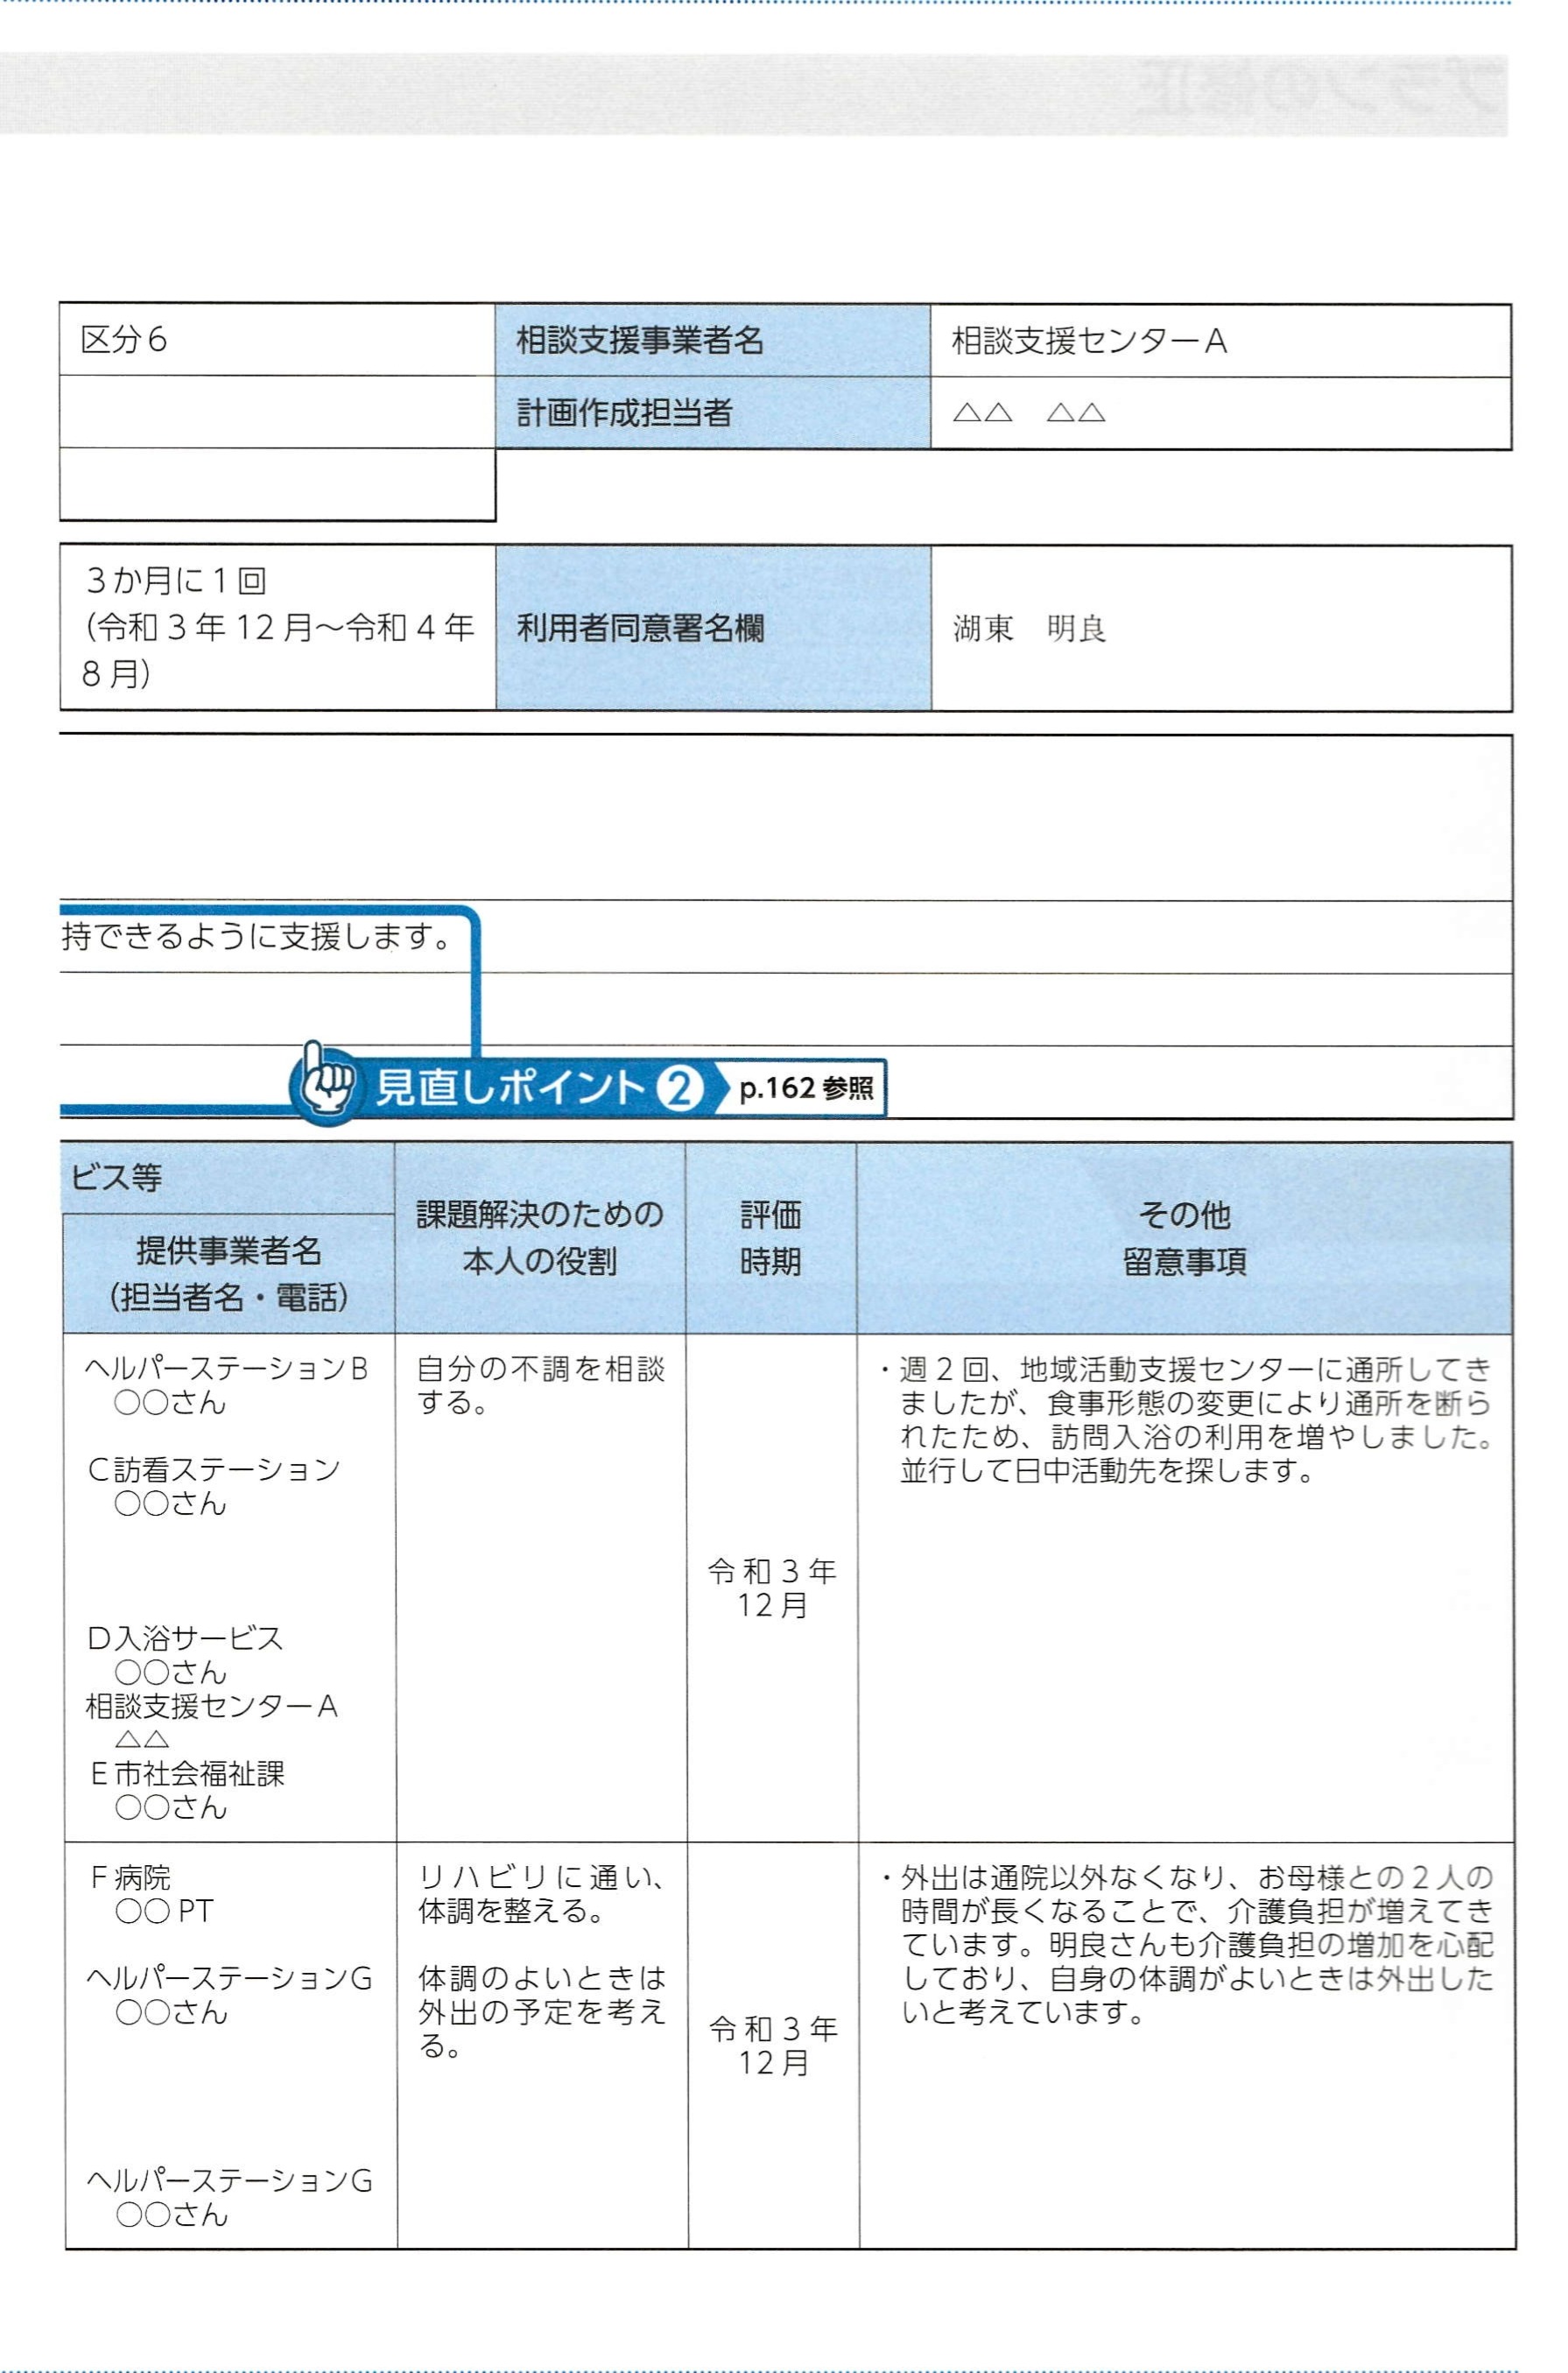 区分6
相談支援事業者名
相談支援センターA
計画作成担当者
△△　△△
3か月に1回
(令和3年12月～令和4年
8月)
利用者同意署名欄
湖東　明良
持できるように支援します。
見直しポイント❷ p.162参照
ビス等
提供事業者名
(担当者名・電話)
課題解決のための
本人の役割
評価
時期
その他
留意事項
ヘルパーステーションB
○○さん
C訪看ステーション
○○さん
D入浴サービス
○○さん
相談支援センターA
△△
E市社会福祉課
○○さん
自分の不調を相談
する。
令和3年
12月
・週2回、地域活動支援センターに通所してき
ましたが、食事形態の変更により通所を断ら
れたため、訪問入浴の利用を増やしました。
並行して日中活動先を探します。
F病院
○○PT
ヘルパーステーションG
○○さん
ヘルパーステーションG
○○さん
リハビリに通い、
体調を整える。
体調のよいときは
外出の予定を考え
る。
令和3年
12月
・外出は通院以外なくなり、お母様との2人の
時間が長くなることで、介護負担が増えてき
ています。明良さんも介護負担の増加を心配
しており、自身の体調がよいときは外出した
いと考えています。